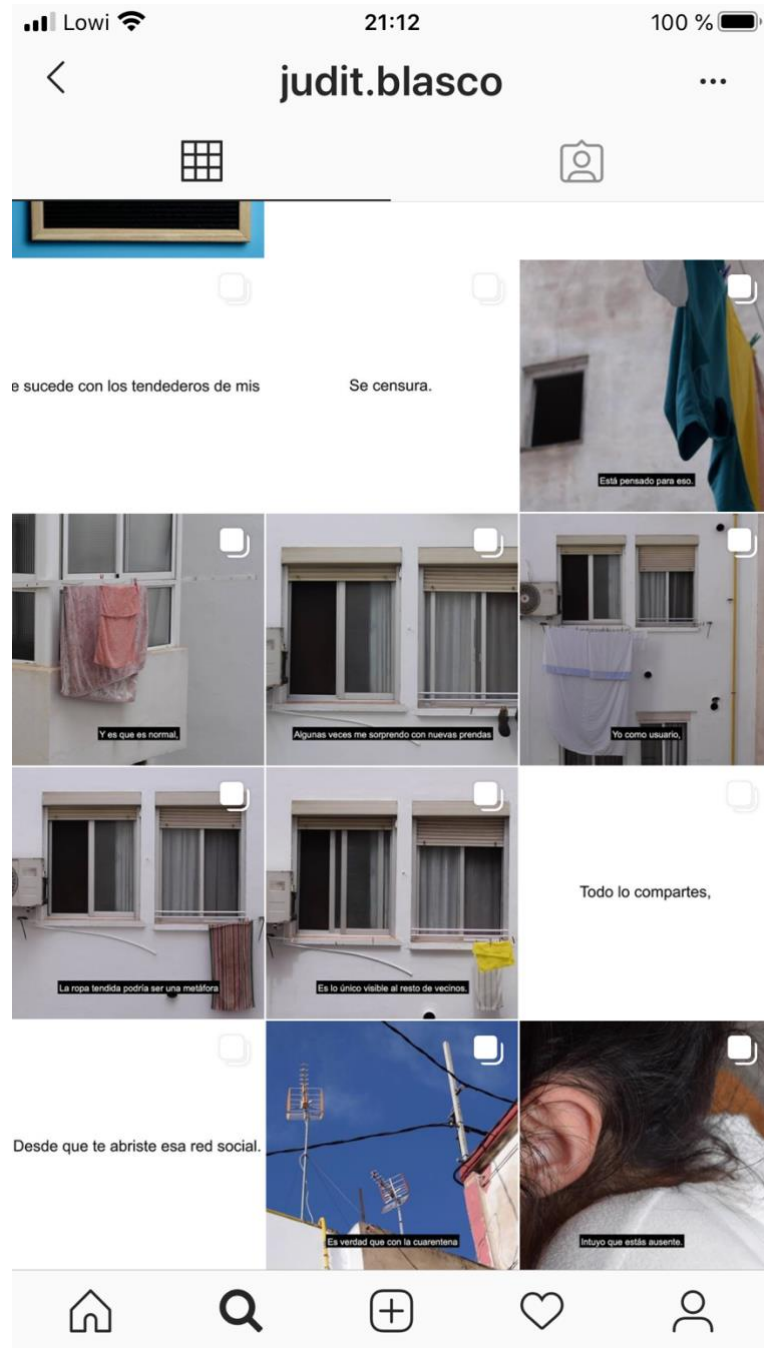 Lowi
21:12
100 %
judit.blasco
e sucede con los tendederos de mis
Se censura.
Está pensado para eso.
Y es que es normal,
Algunas veces me sorprendo con nuevas prendas
Yo como usuario,
La ropa tendida podría ser una metáfora
Es lo único visible al resto de vecinos.
Todo lo compartes,
Desde que te abriste esa red social.
Es verdad que con la cuarentena
Intuyo que estás ausente.